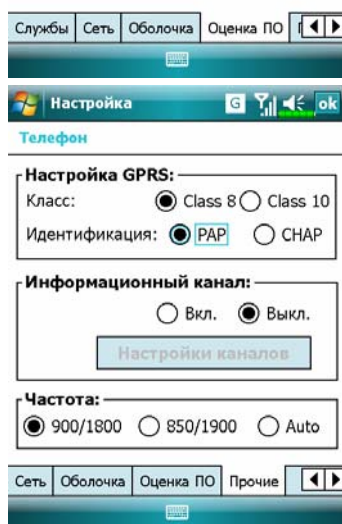 Службы Сеть Оболочка Оценка ПО
Настройка G ok
Телефон
Настройка GPRS:
Класс: Class 8 Class 10
Идентификация: PAP CHAP
Информационный канал:
Вкл. Выкл.
Настройки каналов
Частота:
900/1800 850/1900 Auto
Сеть Оболочка Оценка ПО Прочие